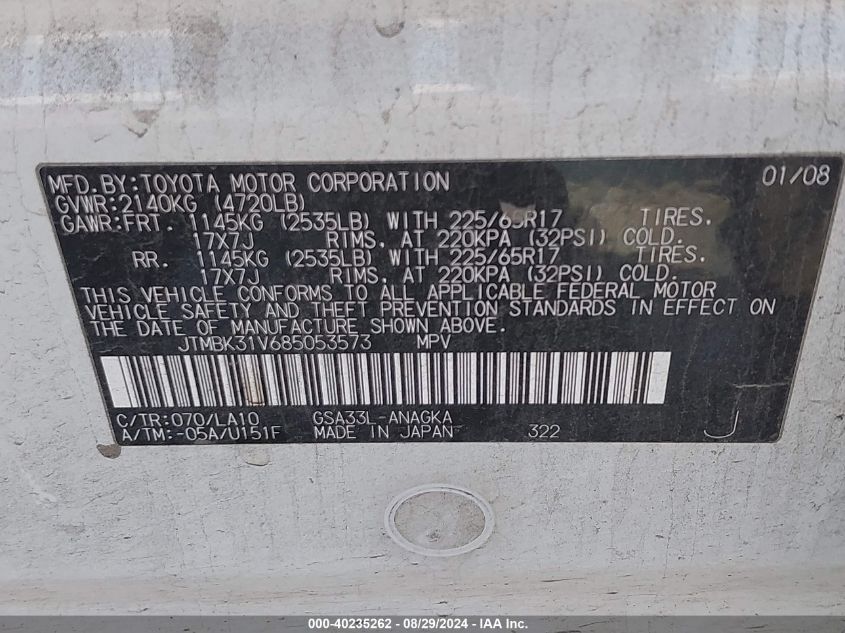 MFD.BY:TOYOTA MOTOR CORPORATION 01/08
GVWR:2140KG (4720LB)
GAWR:FRT. 1145KG (2535LB) WITH 225/65R17 TIRES.
17X7J RIMS, AT 220KPA (32PSI) COLD.
RR. 1145KG (2535LB) WITH 225/65R17 TIRES.
17X7J RIMS, AT 220KPA (32PSI) COLD.
THIS VEHICLE CONFORMS TO ALL APPLICABLE FEDERAL MOTOR
VEHICLE SAFETY AND THEFT PREVENTION STANDARDS IN EFFECT ON
THE DATE OF MANUFACTURE SHOWN ABOVE.
JTMBK31V685053573 MPV
C/TR:070/LA10 GSA33L-ANAGKA
A/TM:-05A/U151F MADE IN JAPAN 322 J
000-40235262 - 08/29/2024 - IAA Inc.